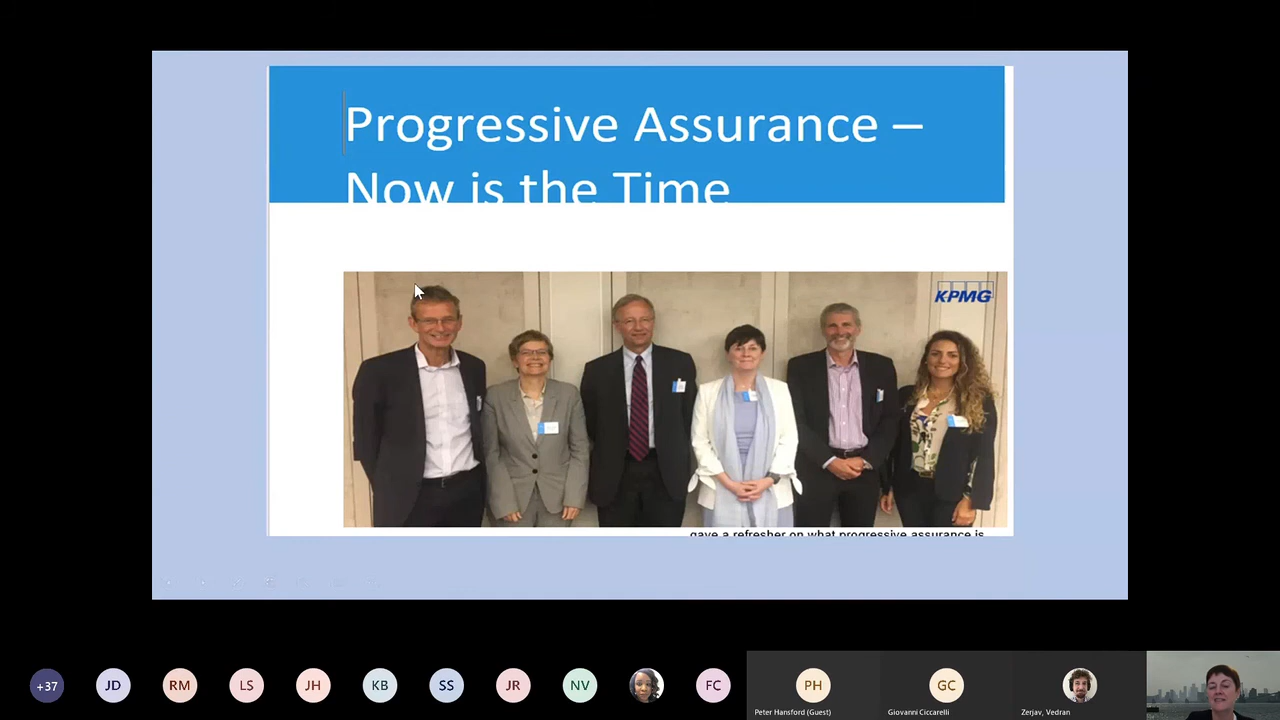 Progressive Assurance –
Now is the Time
KPMG
gave a refresher on what progressive assurance is
+37
JD
RM
LS
JH
KB
SS
JR
NV
FC
PH
GC
Peter Hansford (Guest)
Giovanni Ciccarelli
Zerjav, Vedran